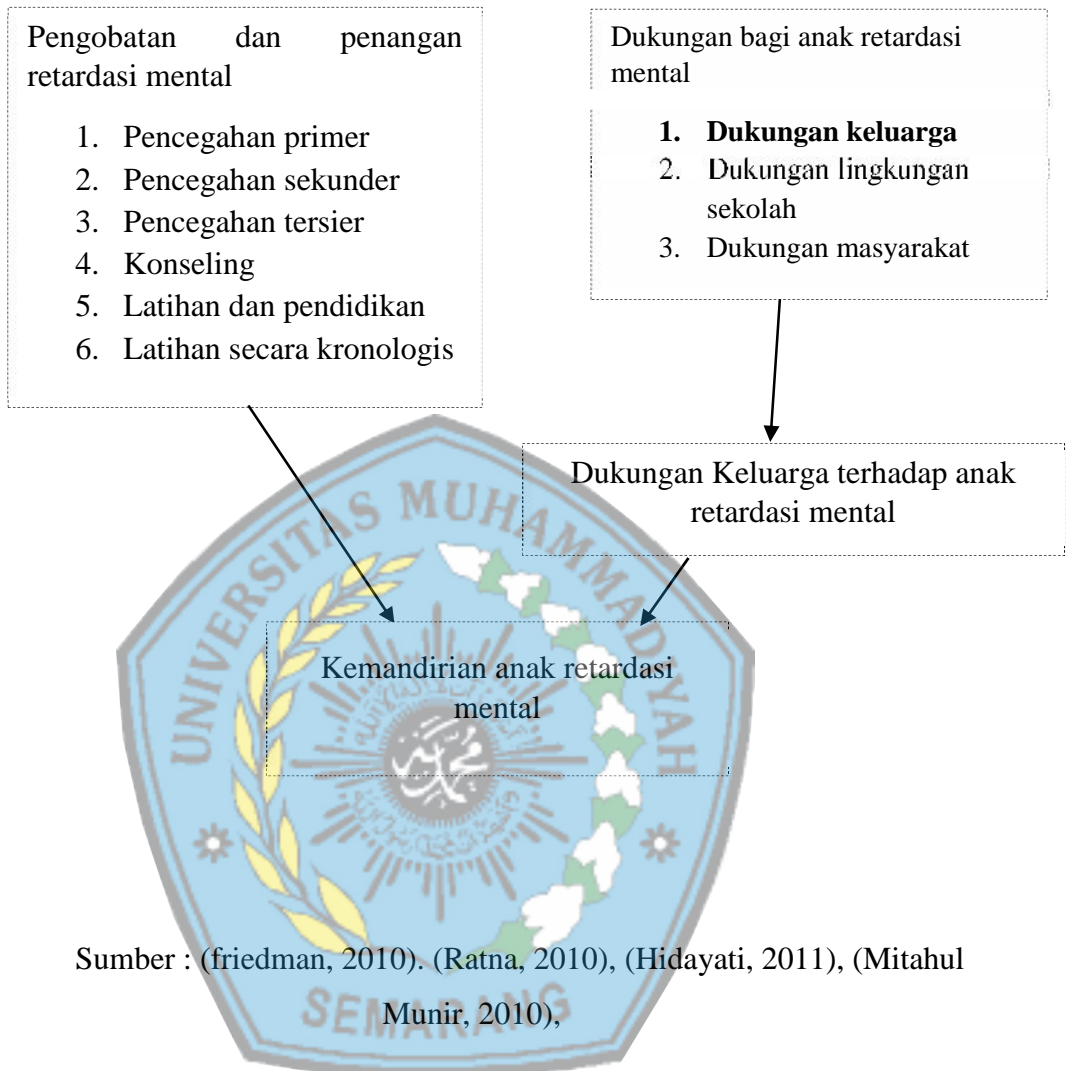 Pengobatan dan penangan
retardasi mental
1. Pencegahan primer
2. Pencegahan sekunder
3. Pencegahan tersier
4. Konseling
5. Latihan dan pendidikan
6. Latihan secara kronologis
Dukungan bagi anak retardasi
mental
1. Dukungan keluarga
2. Dukungan lingkungan
sekolah
3. Dukungan masyarakat
Dukungan Keluarga terhadap anak
retardasi mental
Kemandirian anak retardasi
mental
UNIVERSITAS MUHAMMADIYAH
SEMARANG
Sumber : (friedman, 2010). (Ratna, 2010), (Hidayati, 2011), (Mitahul
Munir, 2010),